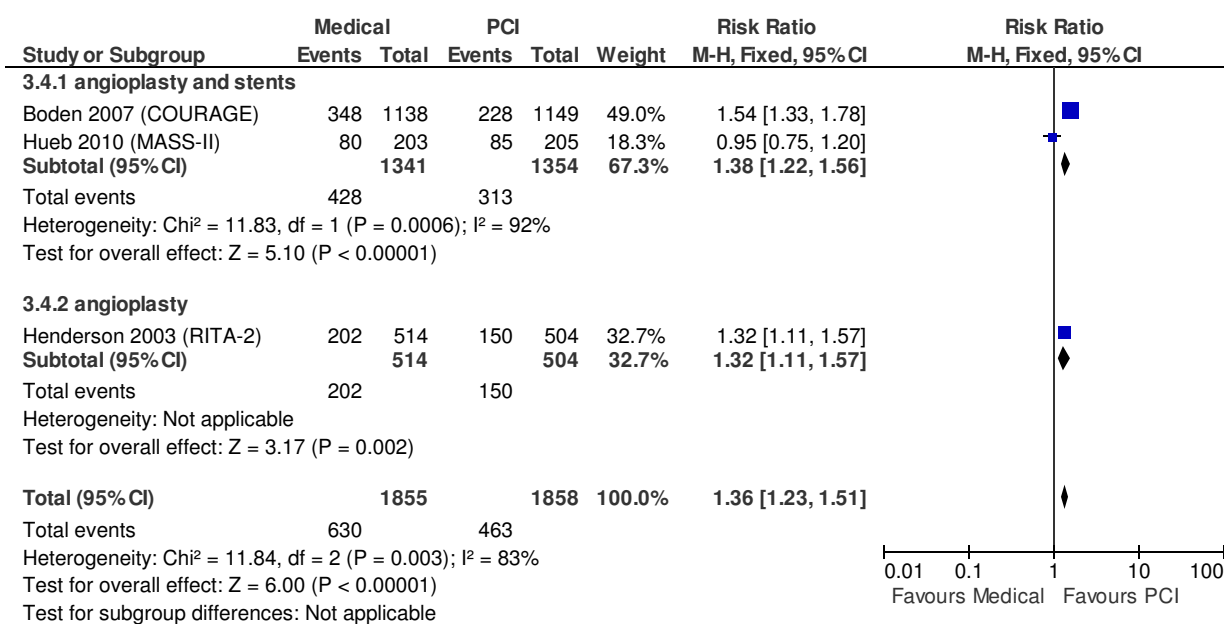 Medical PCI Risk Ratio Risk Ratio
Study or Subgroup Events Total Events Total Weight M-H, Fixed, 95% CI M-H, Fixed, 95% CI
3.4.1 angioplasty and stents
Boden 2007 (COURAGE) 348 1138 228 1149 49.0% 1.54 [1.33, 1.78]
Hueb 2010 (MASS-II) 80 203 85 205 18.3% 0.95 [0.75, 1.20]
Subtotal (95% CI) 1341 1354 67.3% 1.38 [1.22, 1.56]
Total events 428 313
Heterogeneity: Chi² = 11.83, df = 1 (P = 0.0006); I² = 92%
Test for overall effect: Z = 5.10 (P < 0.00001)
3.4.2 angioplasty
Henderson 2003 (RITA-2) 202 514 150 504 32.7% 1.32 [1.11, 1.57]
Subtotal (95% CI) 514 504 32.7% 1.32 [1.11, 1.57]
Total events 202 150
Heterogeneity: Not applicable
Test for overall effect: Z = 3.17 (P = 0.002)
Total (95% CI) 1855 1858 100.0% 1.36 [1.23, 1.51]
Total events 630 463
Heterogeneity: Chi² = 11.84, df = 2 (P = 0.003); I² = 83%
Test for overall effect: Z = 6.00 (P < 0.00001)
Test for subgroup differences: Not applicable
0.01 0.1 1 10 100
Favours Medical Favours PCI